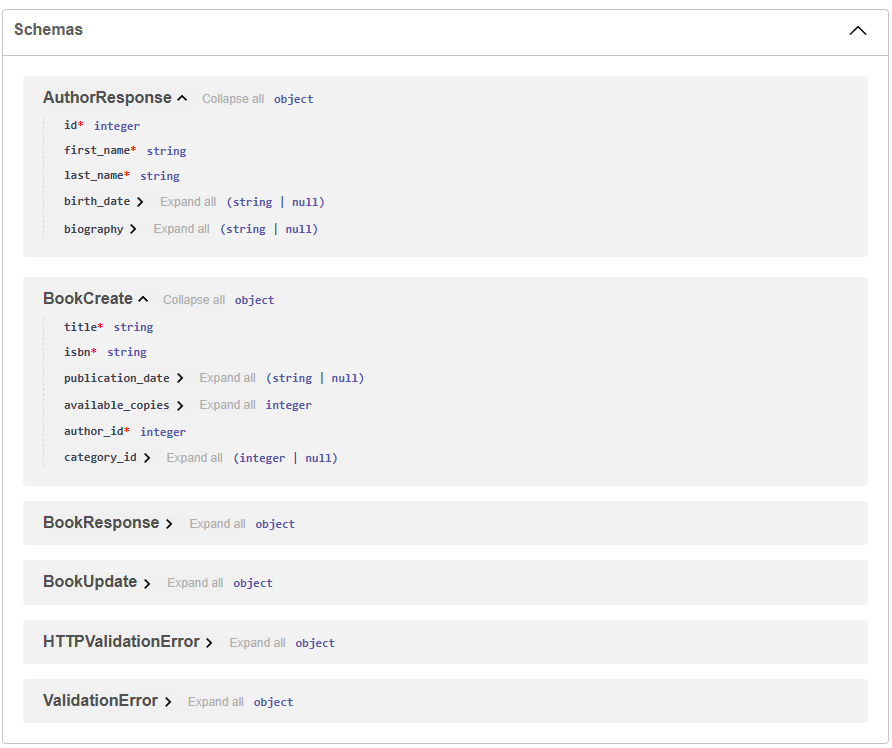 Schemas
AuthorResponse Collapse all object
id* integer
first_name* string
last_name* string
birth_date Expand all (string | null)
biography Expand all (string | null)
BookCreate Collapse all object
title* string
isbn* string
publication_date Expand all (string | null)
available_copies Expand all integer
author_id* integer
category_id Expand all (integer | null)
BookResponse Expand all object
BookUpdate Expand all object
HTTPValidationError Expand all object
ValidationError Expand all object